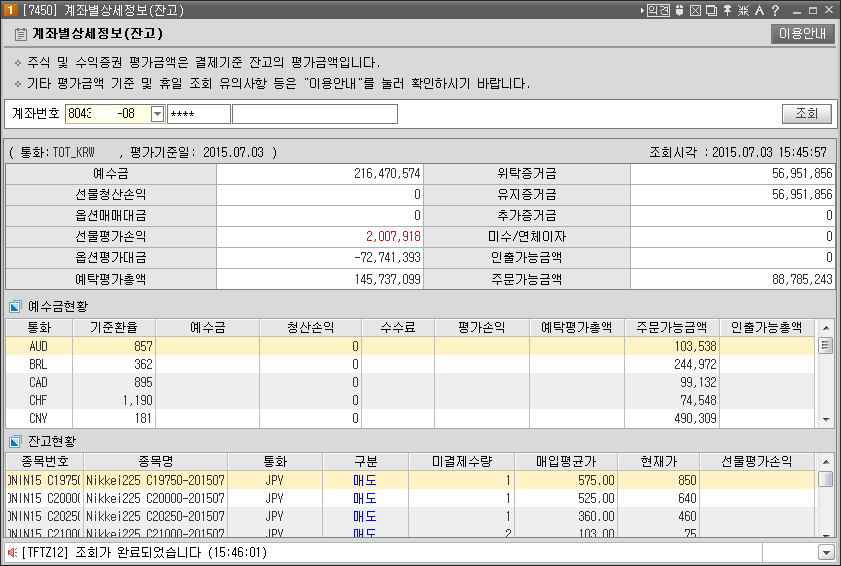 1 [7450] 계좌별상세정보(잔고) 의견
계좌별상세정보(잔고) 이용안내
주식 및 수익증권 평가금액은 결제기준 잔고의 평가금액입니다.
기타 평가금액 기준 및 휴일 조회 유의사항 등은 "이용안내"를 눌러 확인하시기 바랍니다.
계좌번호 8043 -08 **** 조회
( 통화:TOT_KRW , 평가기준일: 2015.07.03 ) 조회시각 :2015.07.03 15:45:57
예수금 216,470,574 위탁증거금 56,951,856
선물청산손익 0 유지증거금 56,951,856
옵션매매대금 0 추가증거금 0
선물평가손익 2,007,918 미수/연체이자 0
옵션평가대금 -72,741,393 인출가능금액 0
예탁평가총액 145,737,099 주문가능금액 88,785,243
예수금현황
통화 기준환율 예수금 청산손익 수수료 평가손익 예탁평가총액 주문가능금액 인출가능총액
AUD 857 0 103,538
BRL 362 0 244,972
CAD 895 0 99,132
CHF 1,190 0 74,548
CNY 181 0 490,309
잔고현황
종목번호 종목명 통화 구분 미결제수량 매입평균가 현재가 선물평가손익
ONIN15 C19750 Nikkei225 C19750-201507 JPY 매도 1 575.00 850
ONIN15 C20000 Nikkei225 C20000-201507 JPY 매도 1 525.00 640
ONIN15 C20250 Nikkei225 C20250-201507 JPY 매도 1 360.00 460
ONIN15 C21000 Nikkei225 C21000-201507 JPY 매도 2 103.00 75
[TFTZ12] 조회가 완료되었습니다 (15:46:01)